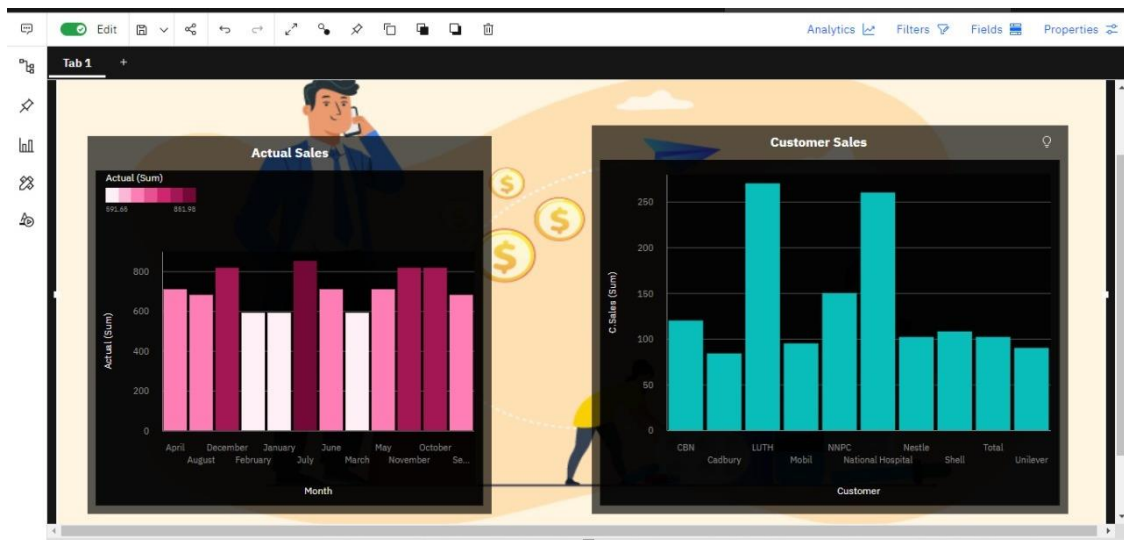 Edit
Analytics
Filters
Fields
Properties
Tab 1 +
Actual Sales
Actual (Sum)
591.68 851.98
800
600
400
200
0
Actual (Sum)
April December January June May October
August February July March November Se...
Month
Customer Sales
250
200
150
100
50
0
C.Sales (Sum)
CBN LUTH NNPC Nestle Total
Cadbury Mobil National Hospital Shell Unilever
Customer